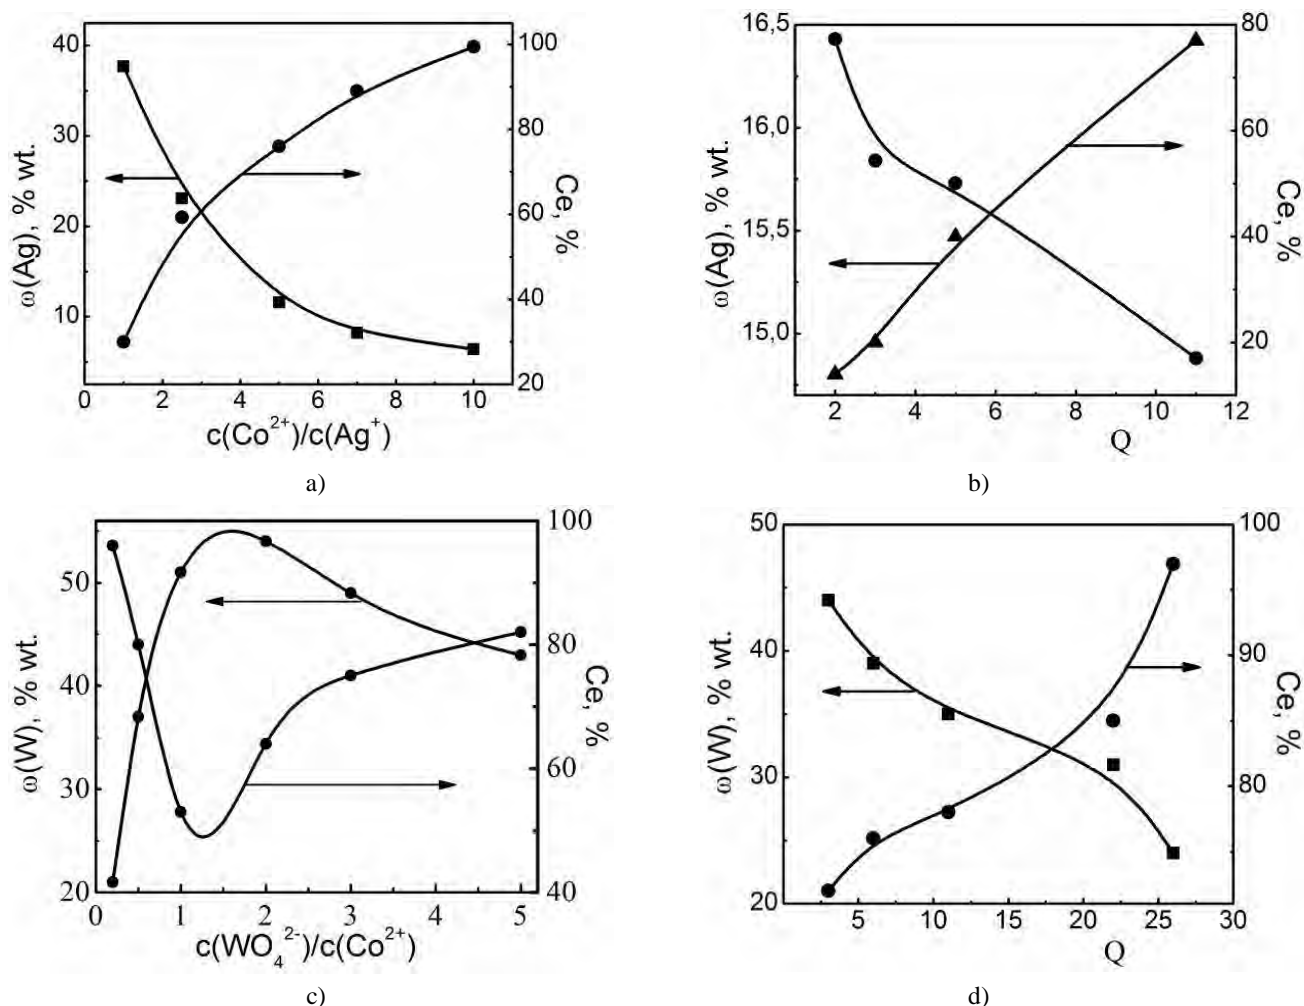 40
30
20
10
ω(Ag), % wt.
100
80
60
40
20
Ce, %
0 2 4 6 8 10
c(Co²⁺)/c(Ag⁺)
a)
16,5
16,0
15,5
15,0
ω(Ag), % wt.
80
60
40
20
Ce, %
2 4 6 8 10 12
Q
b)
50
40
30
20
ω(W), % wt.
100
80
60
40
Ce, %
0 1 2 3 4 5
c(WO₄²⁻)/c(Co²⁺)
c)
50
40
30
20
ω(W), % wt.
100
90
80
Ce, %
5 10 15 20 25 30
Q
d)